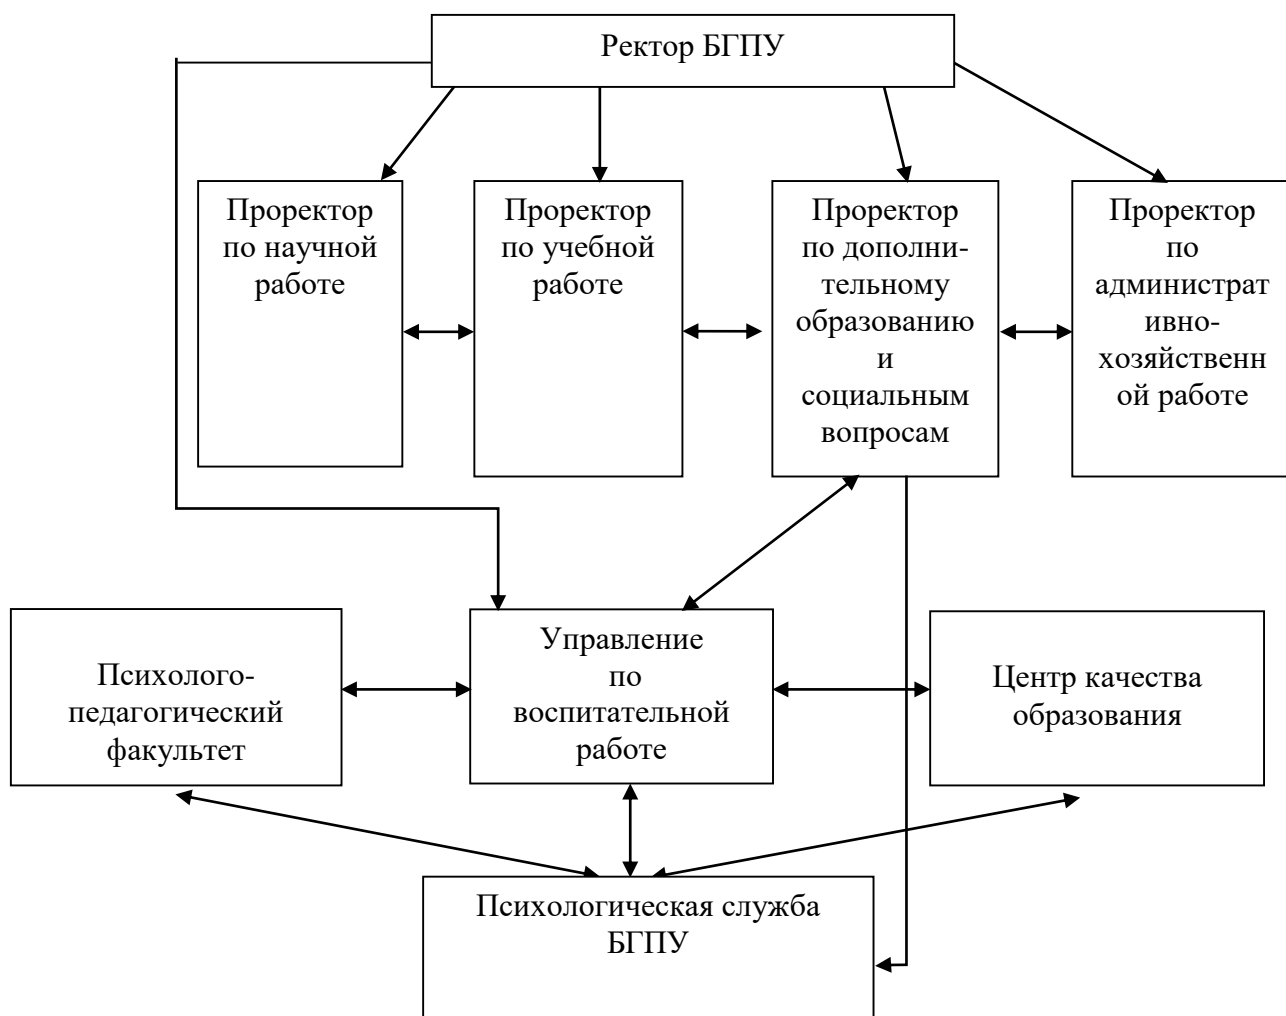 Ректор БГПУ
Проректор
по научной
работе
Проректор
по учебной
работе
Проректор
по дополни-
тельному
образованию
и
социальным
вопросам
Проректор
по
администрат
ивно-
хозяйственн
ой работе
Психолого-
педагогический
факультет
Управление
по
воспитательной
работе
Центр качества
образования
Психологическая служба
БГПУ